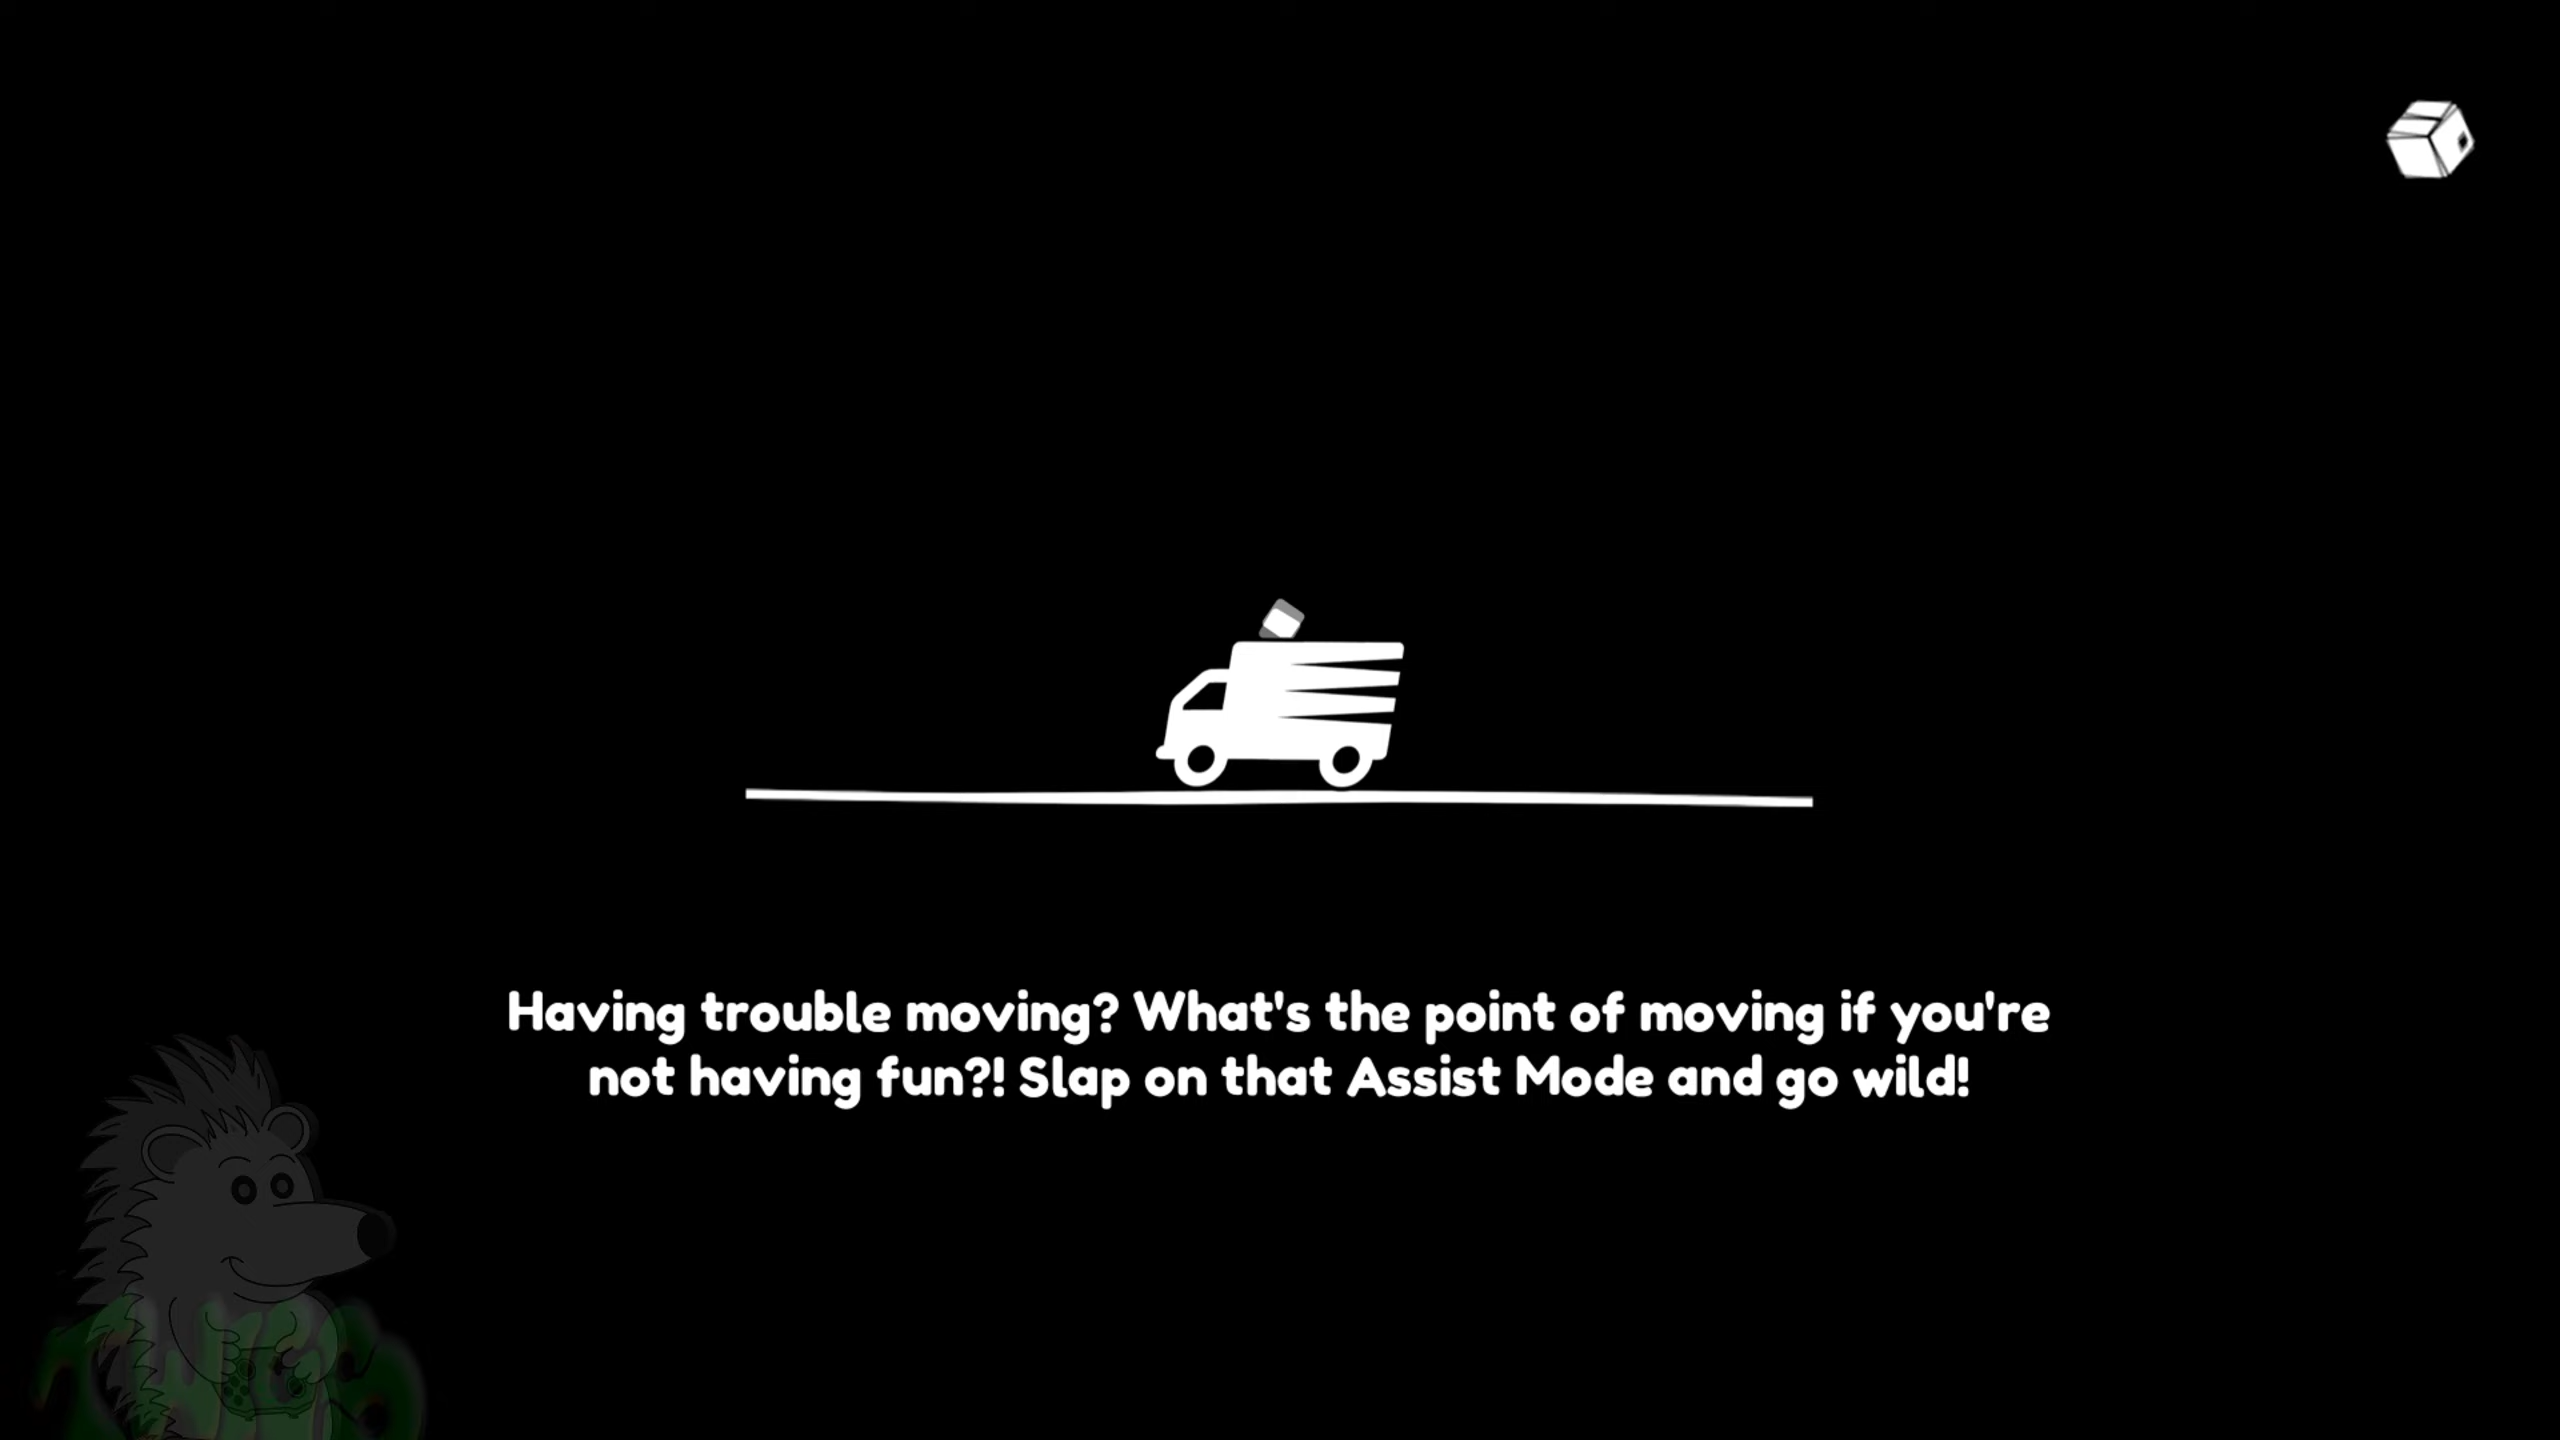 Having trouble moving? What's the point of moving if you're
not having fun?! Slap on that Assist Mode and go wild!